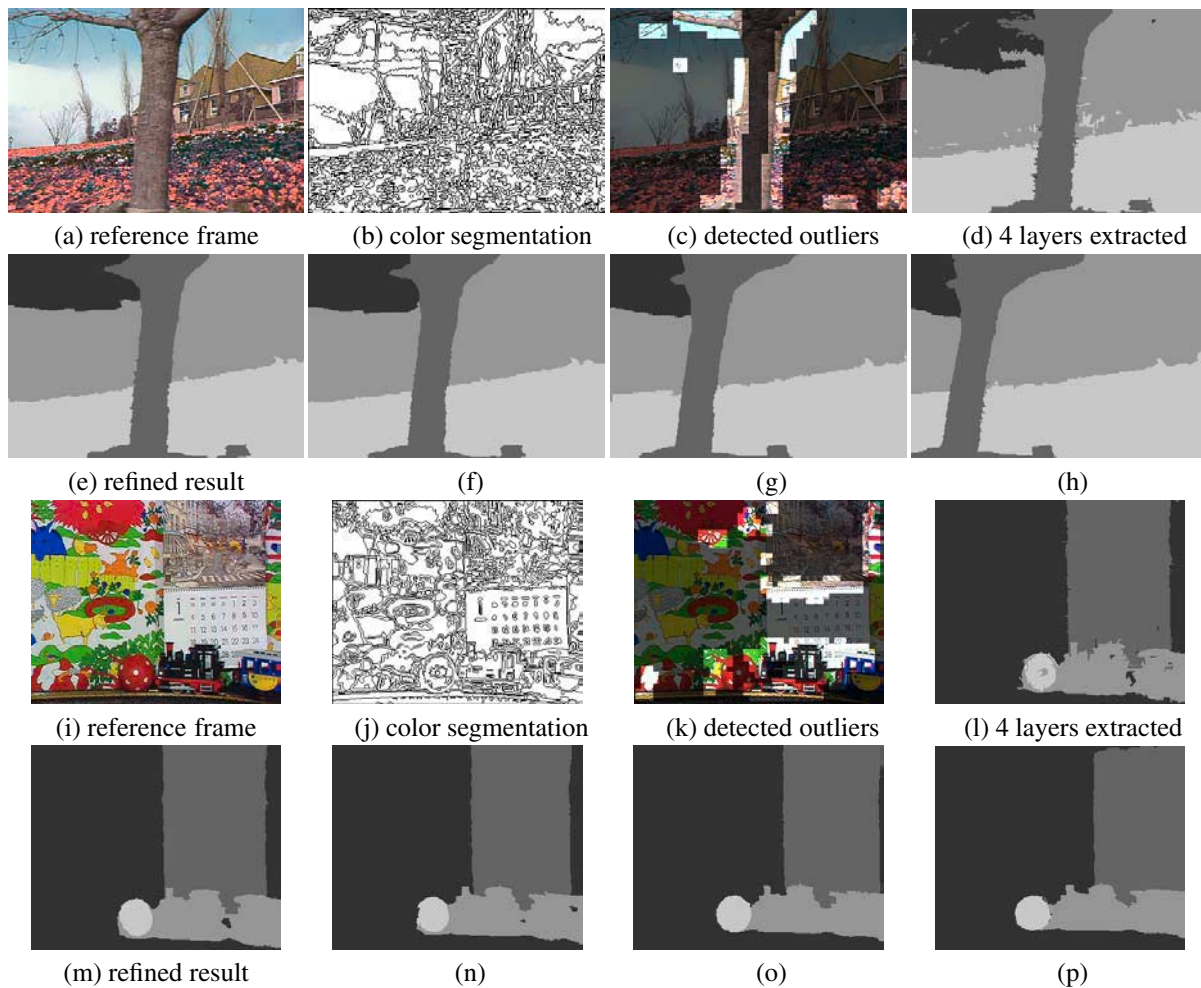 (a) reference frame
(b) color segmentation
(c) detected outliers
(d) 4 layers extracted
(e) refined result
(f)
(g)
(h)
(i) reference frame
(j) color segmentation
(k) detected outliers
(l) 4 layers extracted
(m) refined result
(n)
(o)
(p)